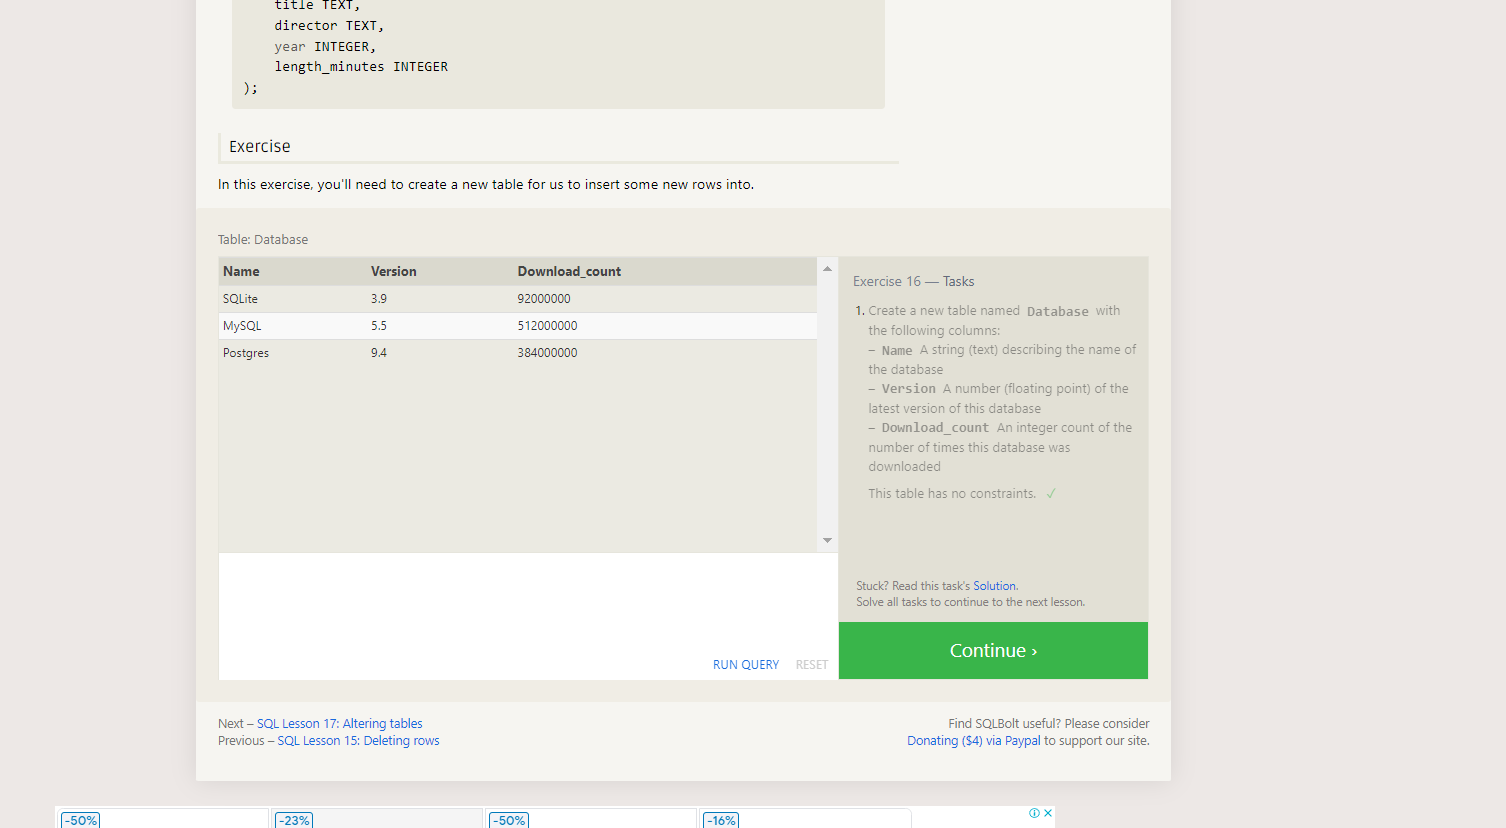 title TEXT,
director TEXT,
year INTEGER,
length_minutes INTEGER
);
Exercise
In this exercise, you'll need to create a new table for us to insert some new rows into.
Table: Database
Name Version Download_count
SQLite 3.9 92000000
MySQL 5.5 512000000
Postgres 9.4 384000000
Exercise 16 — Tasks
1. Create a new table named Database with
the following columns:
– Name A string (text) describing the name of
the database
– Version A number (floating point) of the
latest version of this database
– Download_count An integer count of the
number of times this database was
downloaded
This table has no constraints. ✓
Stuck? Read this task's Solution.
Solve all tasks to continue to the next lesson.
RUN QUERY RESET
Continue ›
Next – SQL Lesson 17: Altering tables
Previous – SQL Lesson 15: Deleting rows
Find SQLBolt useful? Please consider
Donating ($4) via Paypal to support our site.
-50% -23% -50% -16%